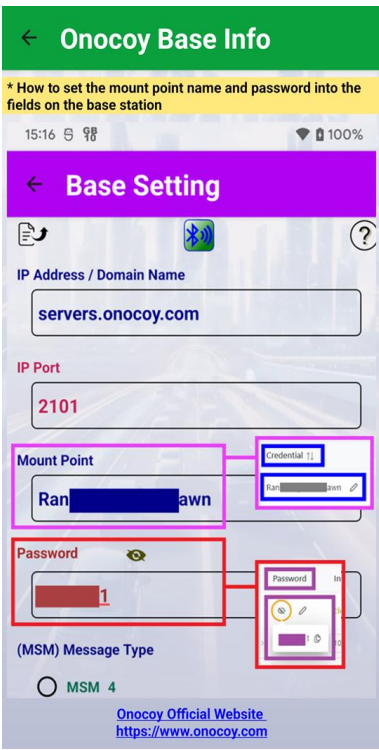 Onocoy Base Info
* How to set the mount point name and password into the
fields on the base station
15:16
100%
Base Setting
?
IP Address / Domain Name
servers.onocoy.com
IP Port
2101
Mount Point
Credential ↑↓
Ran awn
Ran awn
Password
Password In
1
1
(MSM) Message Type
MSM 4
Onocoy Official Website
https://www.onocoy.com